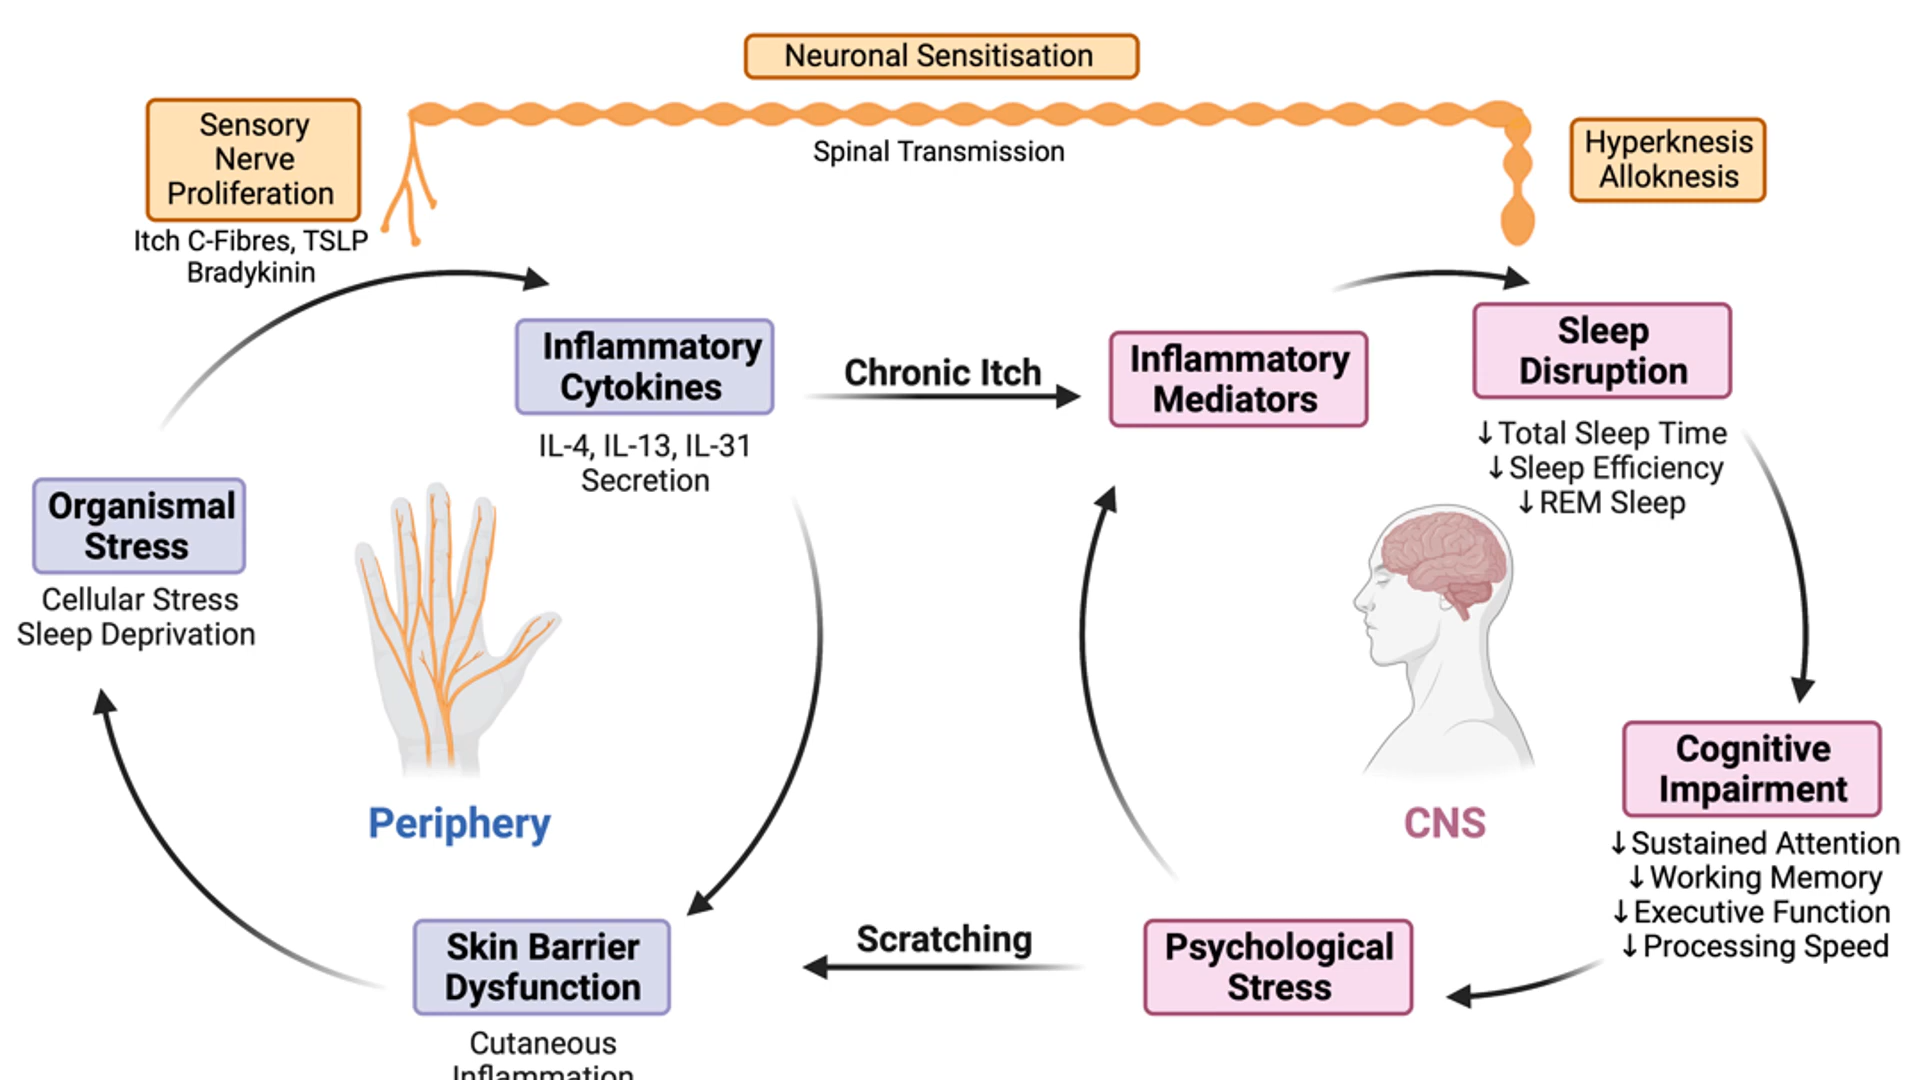 Neuronal Sensitisation
Sensory
Nerve
Proliferation
Itch C-Fibres, TSLP
Bradykinin
Spinal Transmission
Hyperknesis
Alloknesis
Inflammatory
Cytokines
IL-4, IL-13, IL-31
Secretion
Chronic Itch
Inflammatory
Mediators
Sleep
Disruption
↓Total Sleep Time
↓Sleep Efficiency
↓REM Sleep
Organismal
Stress
Cellular Stress
Sleep Deprivation
Periphery
CNS
Cognitive
Impairment
↓Sustained Attention
↓Working Memory
↓Executive Function
↓Processing Speed
Skin Barrier
Dysfunction
Cutaneous
Inflammation
Scratching
Psychological
Stress